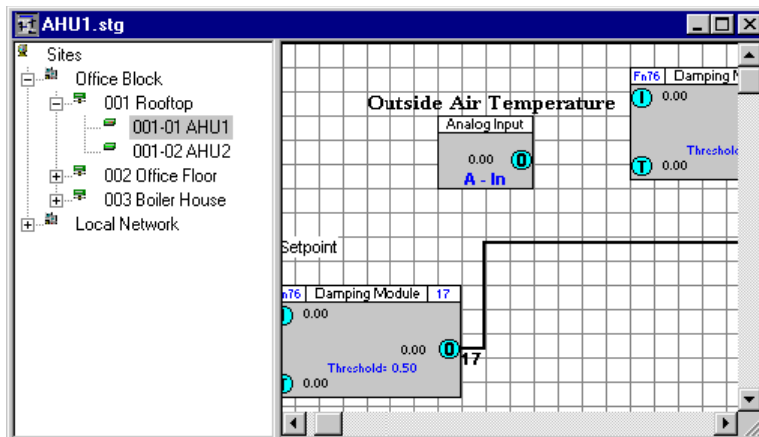 AHU1.stg
Sites
Office Block
001 Rooftop
001-01 AHU1
001-02 AHU2
002 Office Floor
003 Boiler House
Local Network
Fn76 Damping M
I 0.00
Threshold
T 0.00
Outside Air Temperature
Analog Input
0.00 O
A - In
Setpoint
n76 Damping Module 17
0.00
0.00 O
17
Threshold= 0.50
0.00